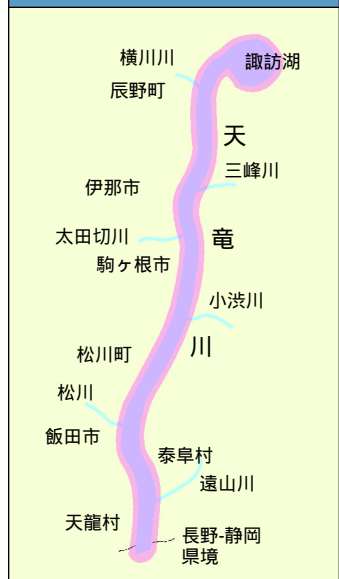 横川川
諏訪湖
辰野町
天
三峰川
伊那市
太田切川
竜
駒ヶ根市
小渋川
川
松川町
松川
飯田市
泰阜村
遠山川
天龍村
長野-静岡
県境